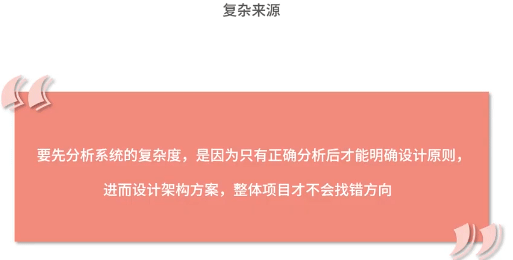 复杂来源
要先分析系统的复杂度，是因为只有正确分析后才能明确设计原则，
进而设计架构方案，整体项目才不会找错方向